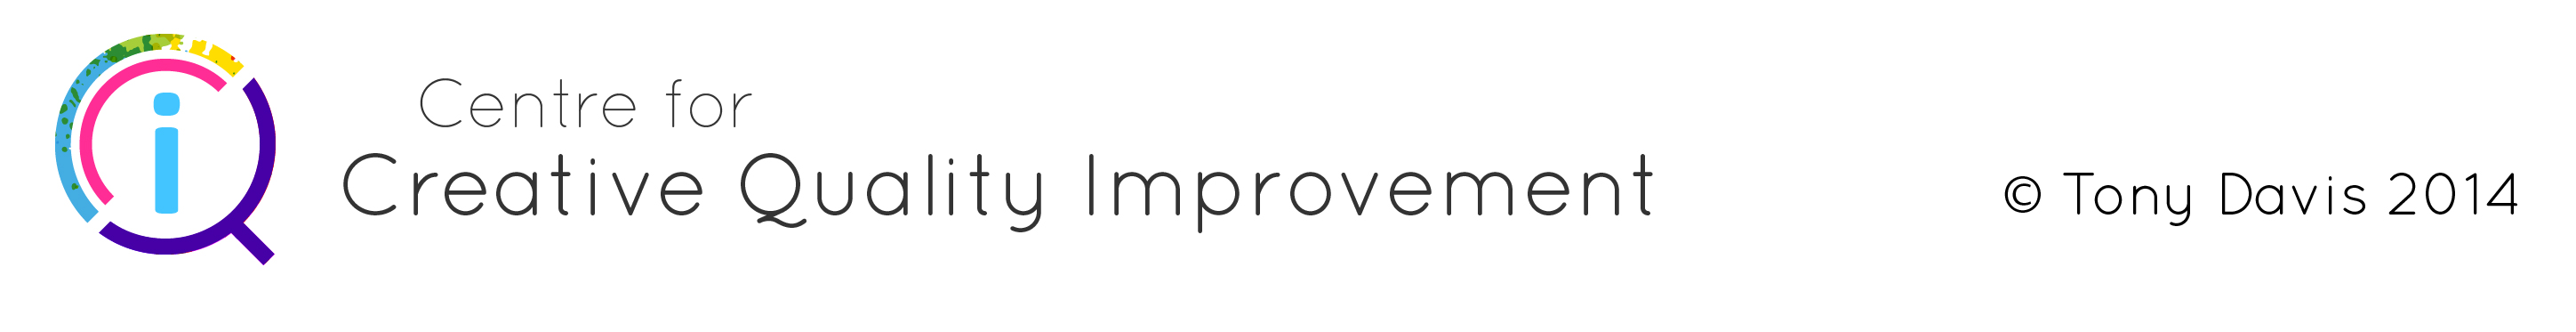 i
Centre for
Creative Quality Improvement
© Tony Davis 2014